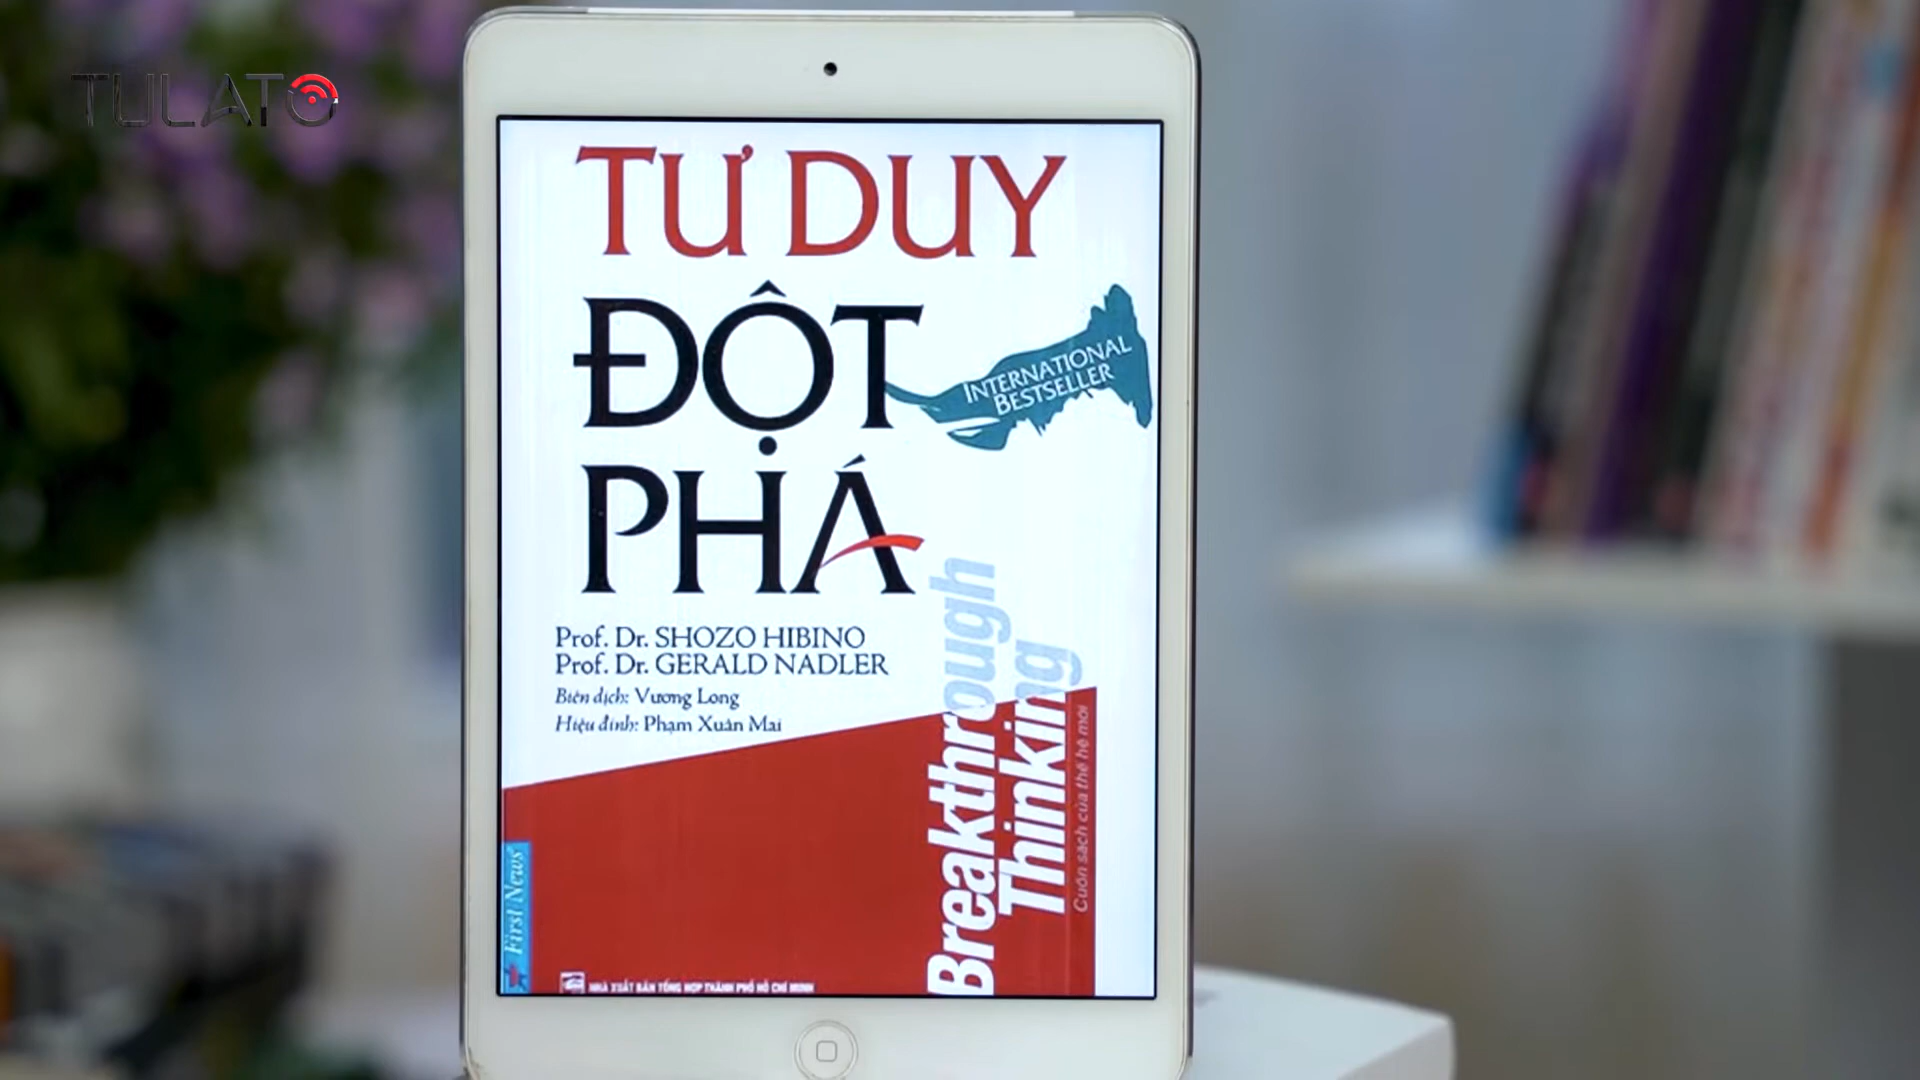 TULATO
TƯ DUY
ĐỘT
PHÁ
INTERNATIONAL
BESTSELLER
Prof. Dr. SHOZO HIBINO
Prof. Dr. GERALD NADLER
Biên dịch: Vương Long
Hiệu đính: Phạm Xuân Mai
Breakthrough
Thinking
Cuốn sách của thế hệ mới
First News
NHÀ XUẤT BẢN TỔNG HỢP THÀNH PHỐ HỒ CHÍ MINH